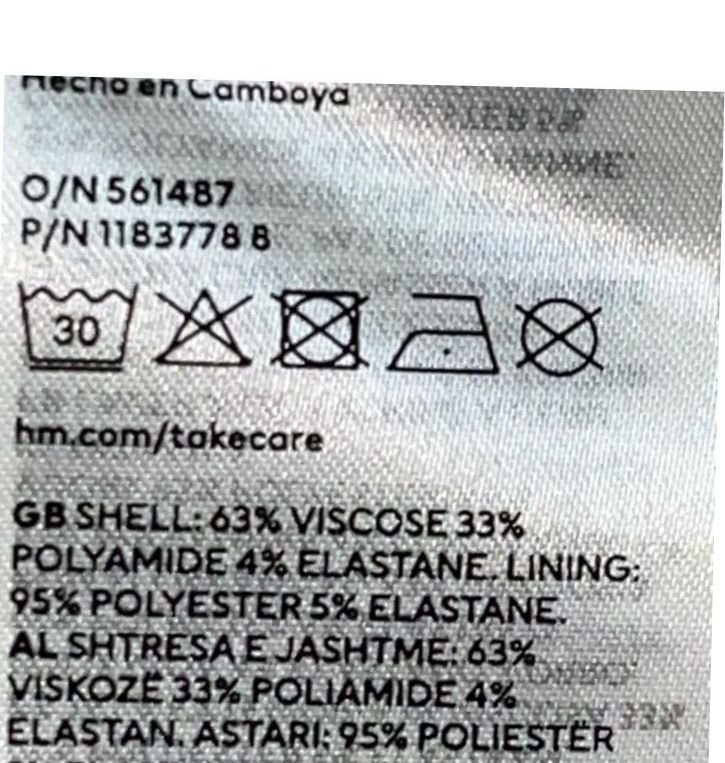 Hecho en Camboya
O/N 561487
P/N 1183778 8
30
hm.com/takecare
GB SHELL: 63% VISCOSE 33%
POLYAMIDE 4% ELASTANE. LINING:
95% POLYESTER 5% ELASTANE.
AL SHTRESA E JASHTME: 63%
VISKOZË 33% POLIAMIDE 4%
ELASTAN. ASTARI: 95% POLIESTËR